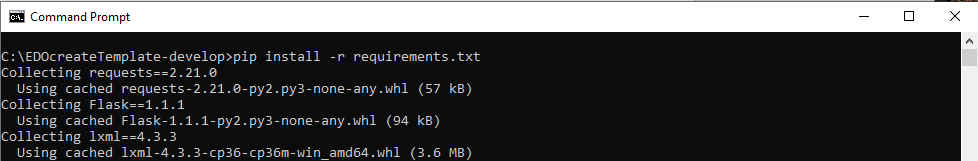 Command Prompt
C:\EDOcreateTemplate-develop>pip install -r requirements.txt
Collecting requests==2.21.0
Using cached requests-2.21.0-py2.py3-none-any.whl (57 kB)
Collecting Flask==1.1.1
Using cached Flask-1.1.1-py2.py3-none-any.whl (94 kB)
Collecting lxml==4.3.3
Using cached lxml-4.3.3-cp36-cp36m-win_amd64.whl (3.6 MB)